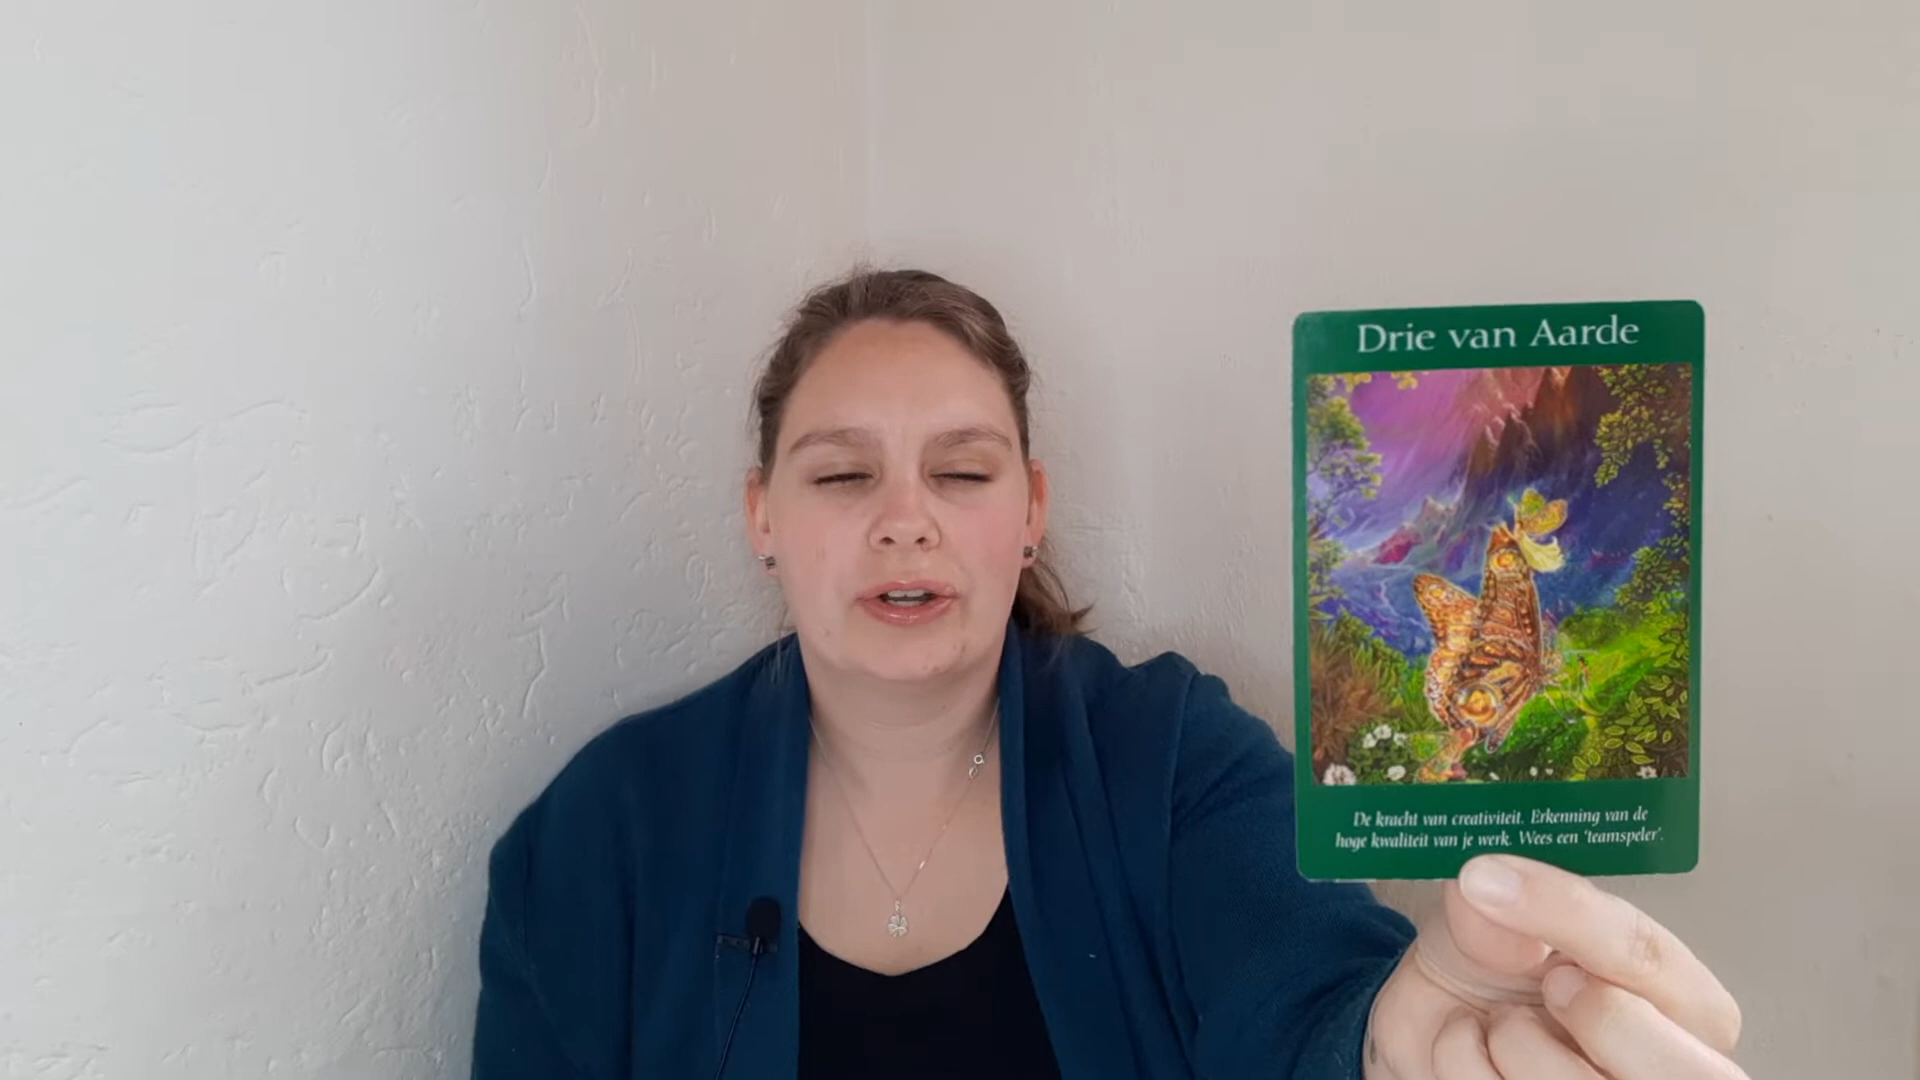 Drie van Aarde
De kracht van creativiteit. Erkenning van de
hoge kwaliteit van je werk. Wees een 'teamspeler'.